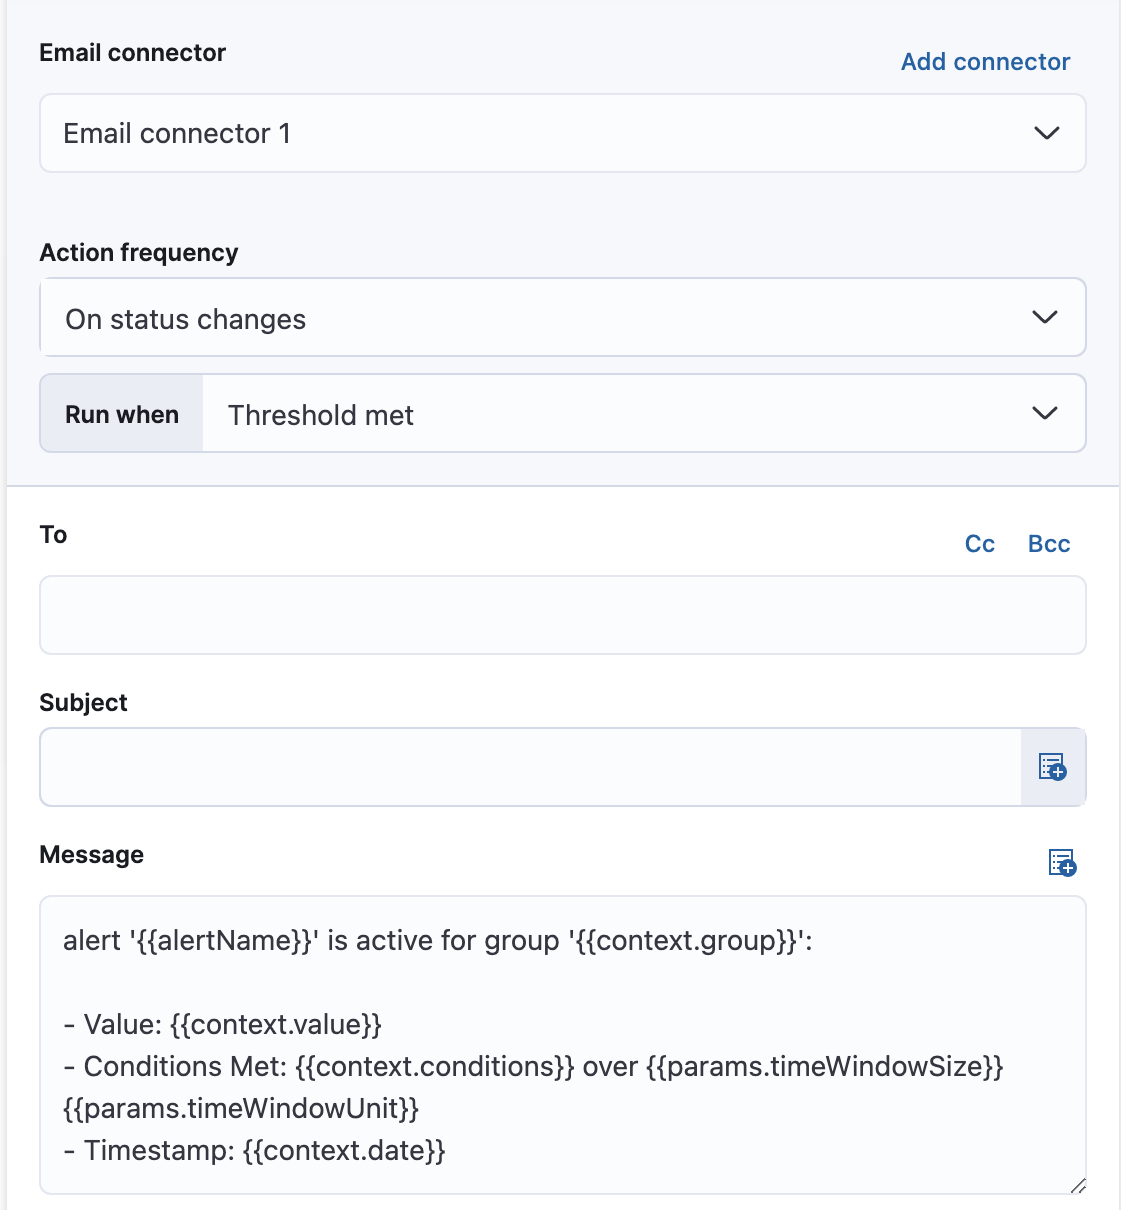 Email connector
Add connector
Email connector 1
Action frequency
On status changes
Run when
Threshold met
To
Cc
Bcc
Subject
Message
alert '{{alertName}}' is active for group '{{context.group}}':
- Value: {{context.value}}
- Conditions Met: {{context.conditions}} over {{params.timeWindowSize}}
{{params.timeWindowUnit}}
- Timestamp: {{context.date}}